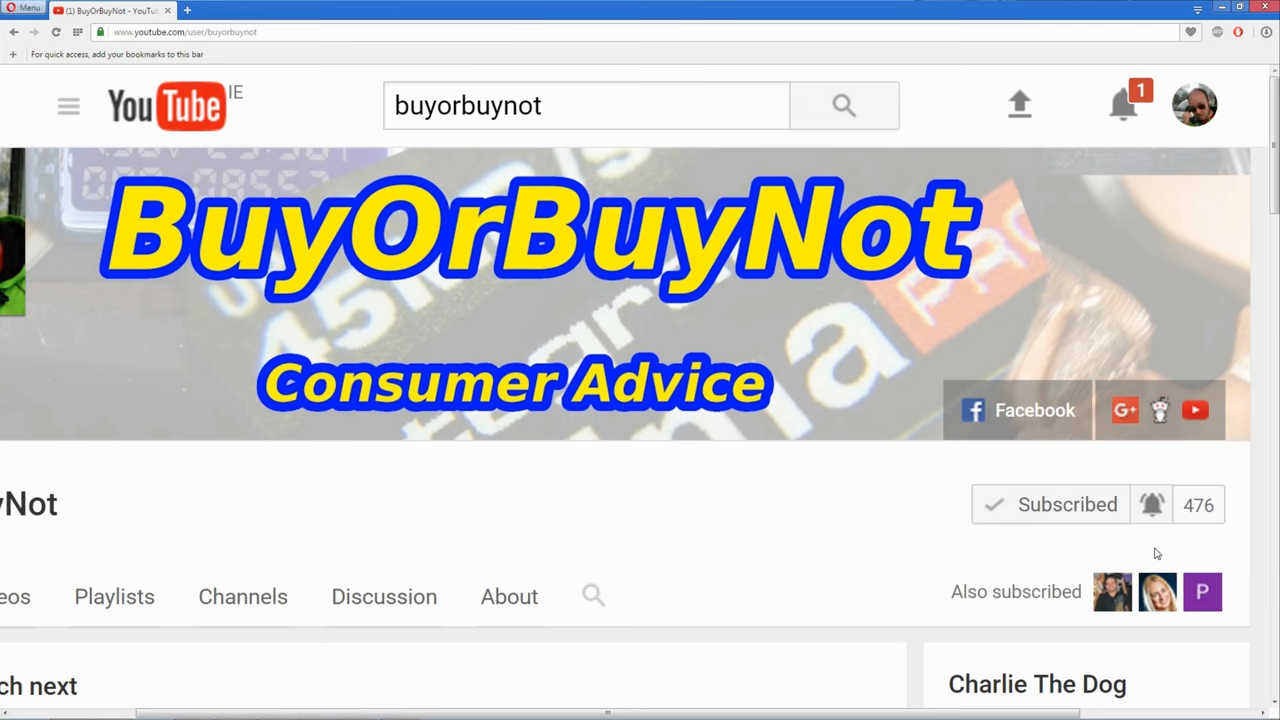 Menu
(1) BuyOrBuyNot - YouTu
www.youtube.com/user/buyorbuynot
For quick access, add your bookmarks to this bar
YouTube IE
buyorbuynot
1
BuyOrBuyNot
45M
Consumer Advice
Facebook
G+
yNot
Subscribed
476
eos
Playlists
Channels
Discussion
About
Also subscribed
P
ch next
Charlie The Dog